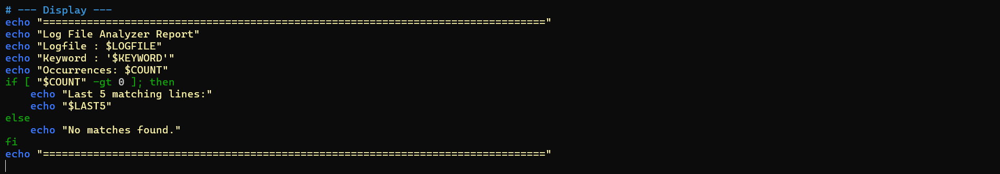 # --- Display ---
echo "================================================================================"
echo "Log File Analyzer Report"
echo "Logfile : $LOGFILE"
echo "Keyword : '$KEYWORD'"
echo "Occurrences: $COUNT"
if [ "$COUNT" -gt 0 ]; then
    echo "Last 5 matching lines:"
    echo "$LAST5"
else
    echo "No matches found."
fi
echo "================================================================================"